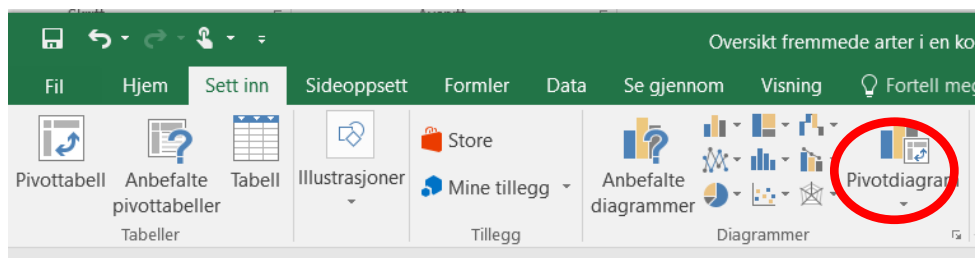 Oversikt fremmede arter i en ko
Fil Hjem Sett inn Sideoppsett Formler Data Se gjennom Visning Fortell meg
Pivottabell Anbefalte pivottabeller Tabell Illustrasjoner Store Mine tillegg Anbefalte diagrammer Pivotdiagram
Tabeller Tillegg Diagrammer